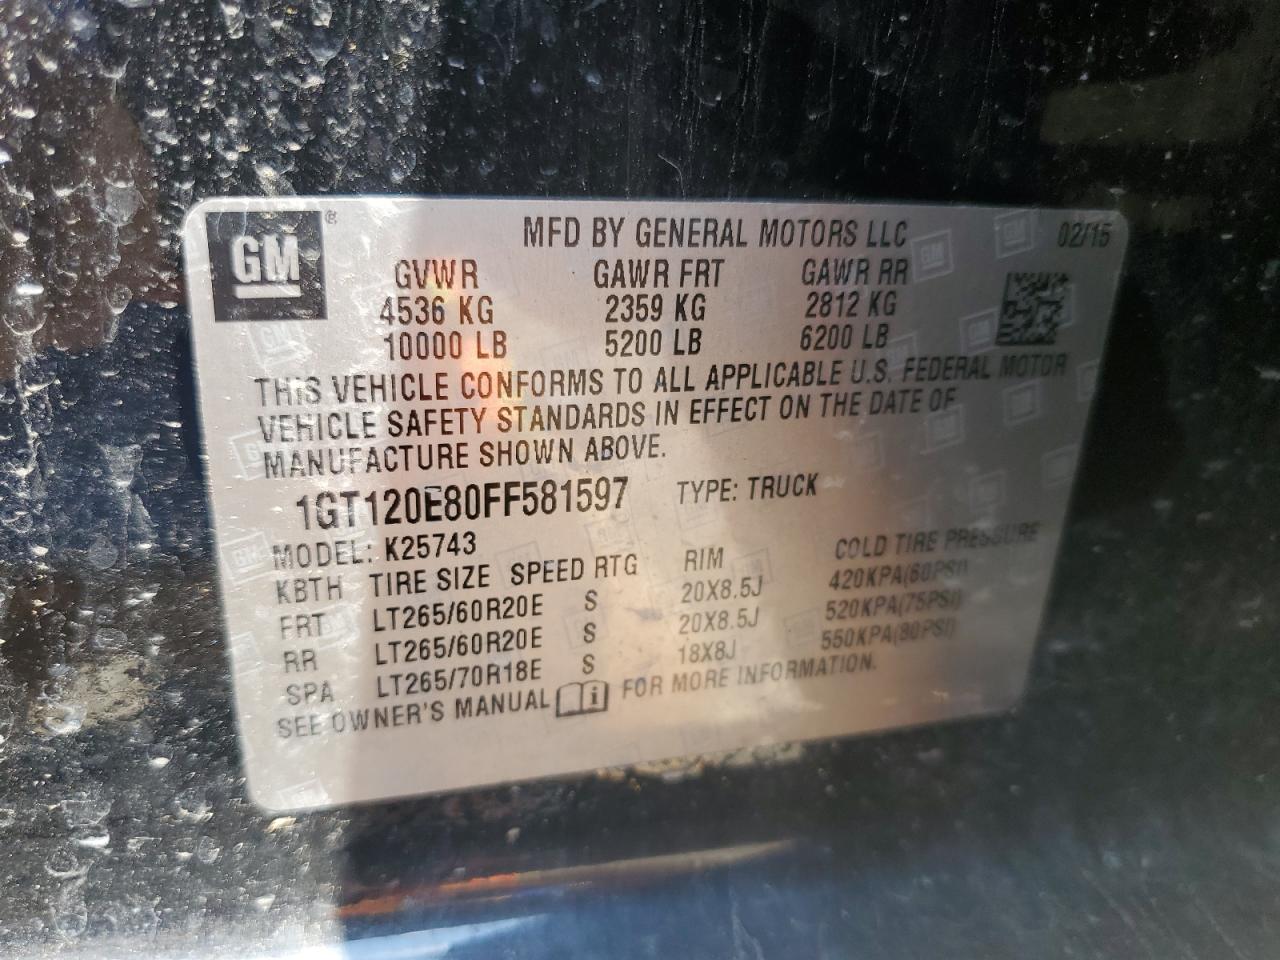 GM ®
MFD BY GENERAL MOTORS LLC 02/15
GVWR GAWR FRT GAWR RR
4536 KG 2359 KG 2812 KG
10000 LB 5200 LB 6200 LB
THIS VEHICLE CONFORMS TO ALL APPLICABLE U.S. FEDERAL MOTOR
VEHICLE SAFETY STANDARDS IN EFFECT ON THE DATE OF
MANUFACTURE SHOWN ABOVE.
1GT120E80FF581597 TYPE: TRUCK
MODEL: K25743
KBTH TIRE SIZE SPEED RTG RIM COLD TIRE PRESSURE
FRT LT265/60R20E S 20X8.5J 420KPA(60PSI)
RR LT265/60R20E S 20X8.5J 520KPA(75PSI)
SPA LT265/70R18E S 18X8J 550KPA(80PSI)
SEE OWNER'S MANUAL FOR MORE INFORMATION.